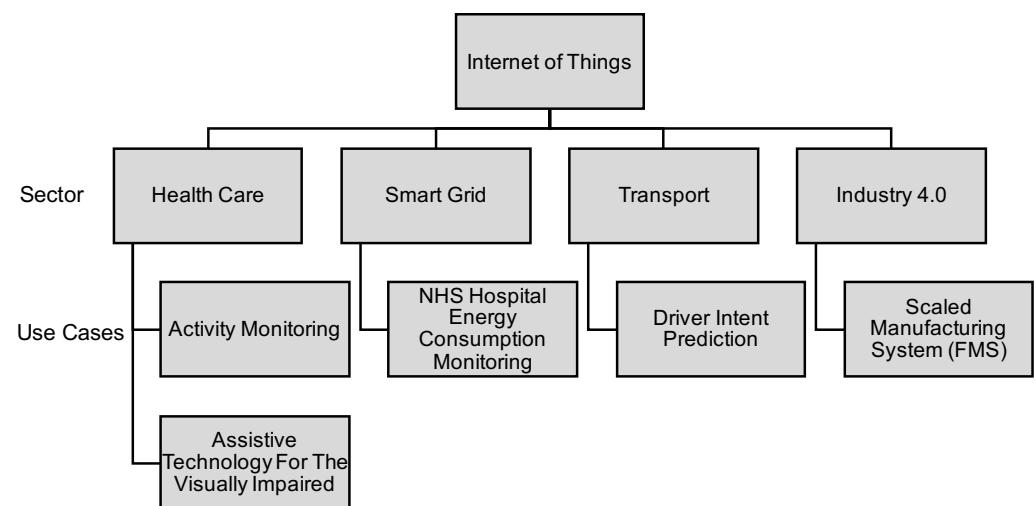 Internet of Things
Sector
Health Care
Smart Grid
Transport
Industry 4.0
Use Cases
Activity Monitoring
NHS Hospital
Energy
Consumption
Monitoring
Driver Intent
Prediction
Scaled
Manufacturing
System (FMS)
Assistive
Technology For The
Visually Impaired